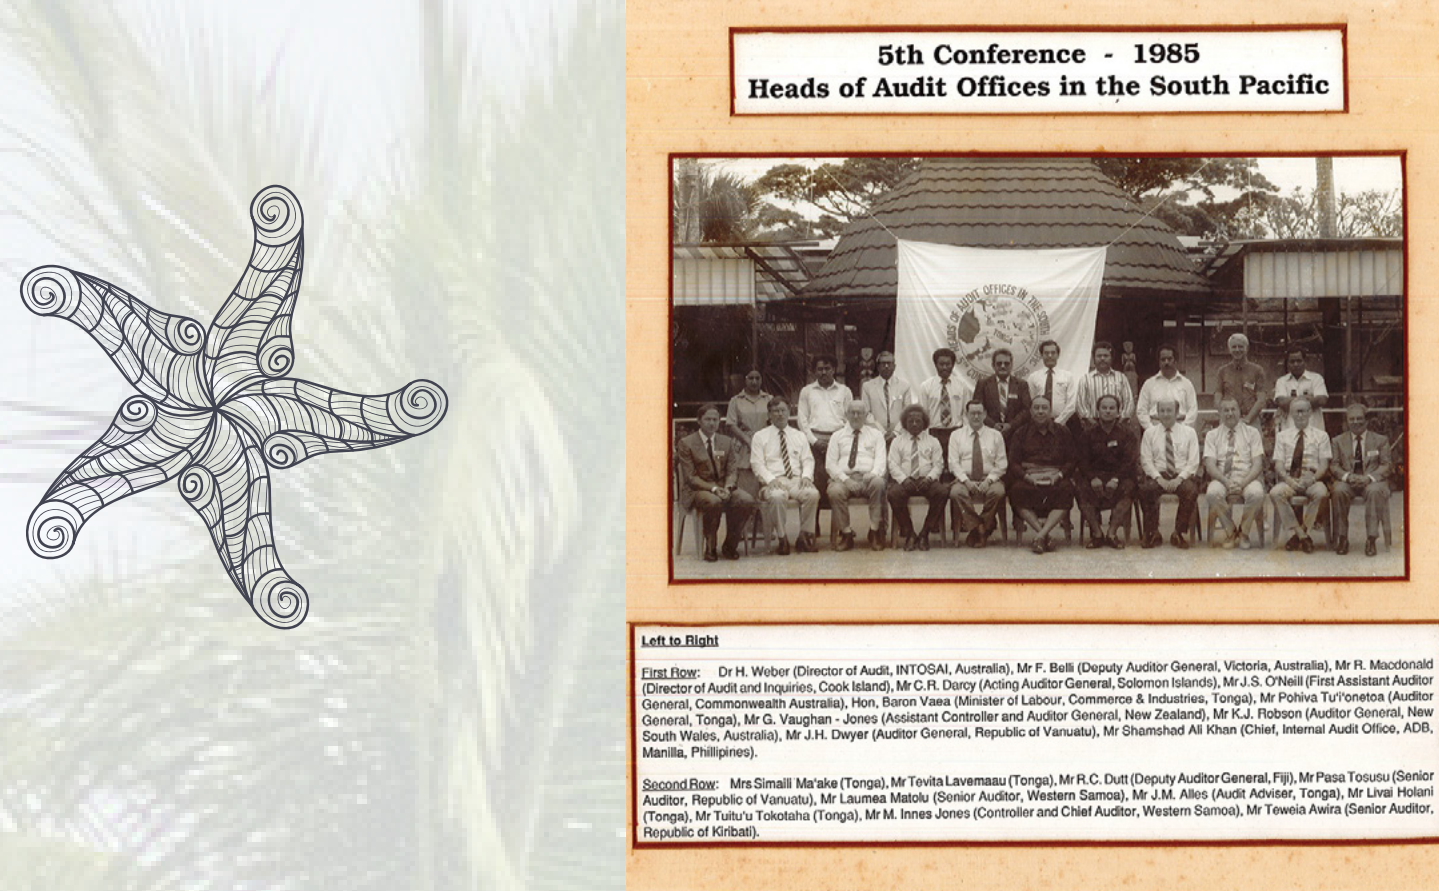 5th Conference - 1985
Heads of Audit Offices in the South Pacific
HEADS OF AUDIT OFFICES IN THE SOUTH
Left to Right
First Row: Dr H. Weber (Director of Audit, INTOSAI, Australia), Mr F. Belli (Deputy Auditor General, Victoria, Australia), Mr R. Macdonald
(Director of Audit and Inquiries, Cook Island), Mr C.R. Darcy (Acting Auditor General, Solomon Islands), Mr J.S. O'Neill (First Assistant Auditor
General, Commonwealth Australia), Hon, Baron Vaea (Minister of Labour, Commerce & Industries, Tonga), Mr Pohiva Tu'i'onetoa (Auditor
General, Tonga), Mr G. Vaughan - Jones (Assistant Controller and Auditor General, New Zealand), Mr K.J. Robson (Auditor General, New
South Wales, Australia), Mr J.H. Dwyer (Auditor General, Republic of Vanuatu), Mr Shamshad Ali Khan (Chief, Internal Audit Office, ADB,
Manilla, Phillipines).
Second Row: Mrs Simaili Ma'ake (Tonga), Mr Tevita Lavemaau (Tonga), Mr R.C. Dutt (Deputy Auditor General, Fiji), Mr Pasa Tosusu (Senior
Auditor, Republic of Vanuatu), Mr Laumea Matolu (Senior Auditor, Western Samoa), Mr J.M. Alles (Audit Adviser, Tonga), Mr Livai Holani
(Tonga), Mr Tuitu'u Tokotaha (Tonga), Mr M. Innes Jones (Controller and Chief Auditor, Western Samoa), Mr Teweia Awira (Senior Auditor,
Republic of Kiribati).